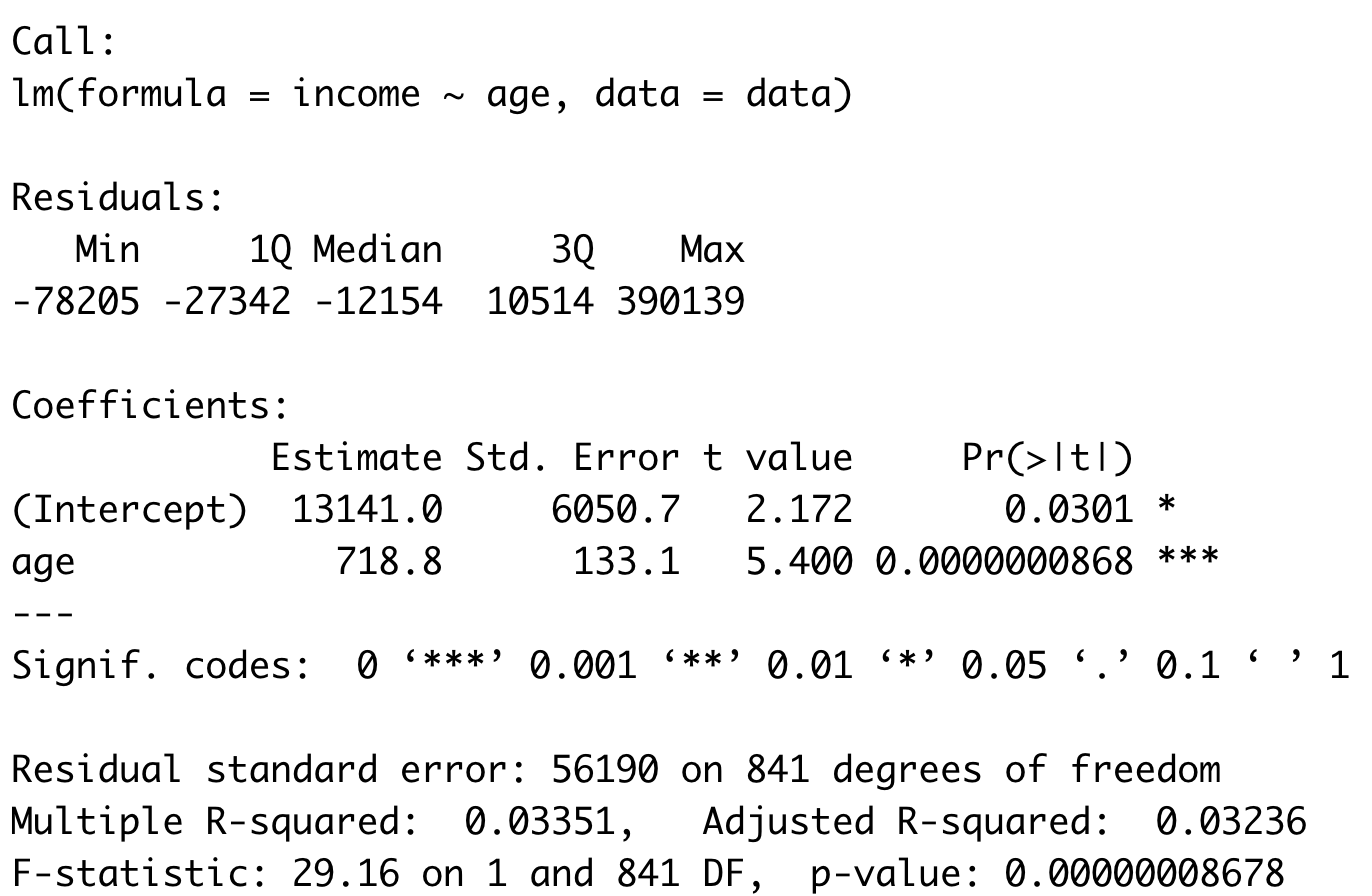 Call:
lm(formula = income ~ age, data = data)
Residuals:
   Min     1Q Median     3Q    Max
-78205 -27342 -12154  10514 390139
Coefficients:
            Estimate Std. Error t value     Pr(>|t|)
(Intercept)  13141.0     6050.7   2.172       0.0301 *
age            718.8      133.1   5.400 0.0000000868 ***
---
Signif. codes:  0 ‘***’ 0.001 ‘**’ 0.01 ‘*’ 0.05 ‘.’ 0.1 ‘ ’ 1
Residual standard error: 56190 on 841 degrees of freedom
Multiple R-squared:  0.03351,   Adjusted R-squared:  0.03236
F-statistic: 29.16 on 1 and 841 DF,  p-value: 0.00000008678